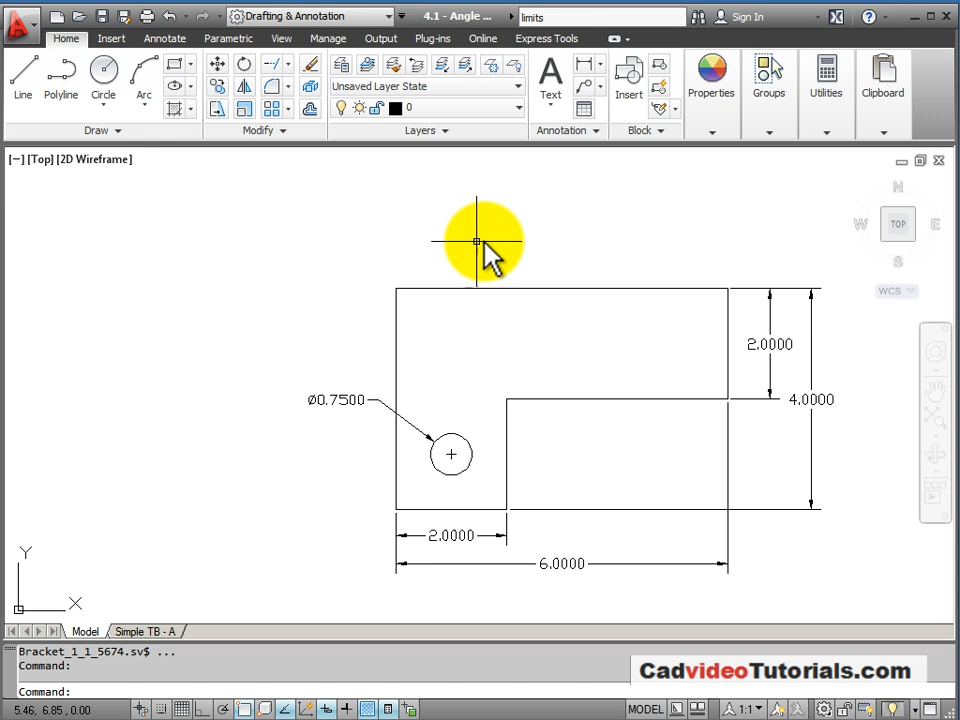 Drafting & Annotation
4.1 - Angle ...
limits
Sign In
Home Insert Annotate Parametric View Manage Output Plug-ins Online Express Tools
Line Polyline Circle Arc
Unsaved Layer State
0
Text
Insert
Properties
Groups
Utilities
Clipboard
Draw
Modify
Layers
Annotation
Block
[−] [Top] [2D Wireframe]
N
W TOP E
S
WCS
2.0000
Ø0.7500
4.0000
2.0000
6.0000
Y
X
Model Simple TB - A
Bracket_1_1_5674.sv$ ...
Command:
Command:
CadvideoTutorials.com
5.46, 6.85, 0.00
MODEL
1:1